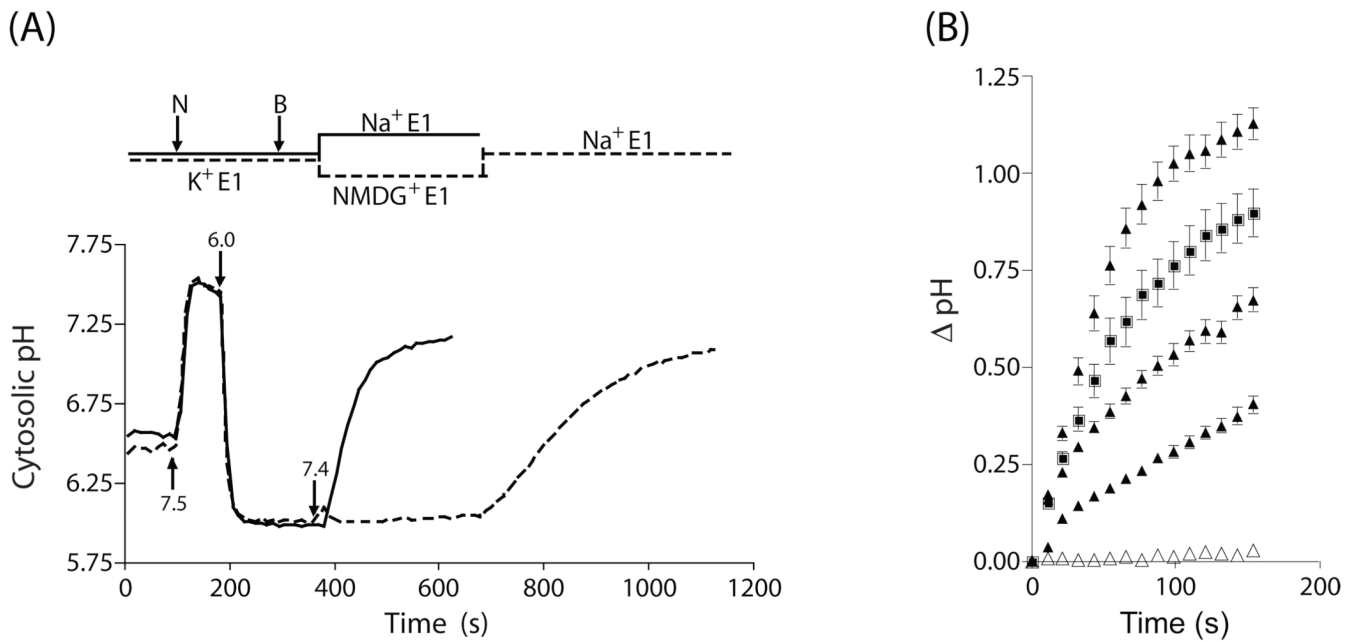 (A)
N
B
Na⁺ E1
Na⁺ E1
K⁺ E1
NMDG⁺ E1
7.75
7.25
6.75
6.25
5.75
Cytosolic pH
6.0
7.5
7.4
0 200 400 600 800 1000 1200
Time (s)
(B)
1.25
1.00
0.75
0.50
0.25
0.00
Δ pH
0 100 200
Time (s)